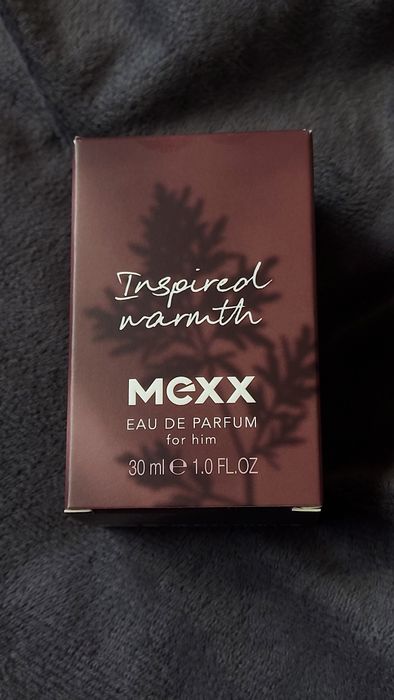 Inspired
warmth
Mexx
EAU DE PARFUM
for him
30 ml ℮ 1.0 FL.OZ